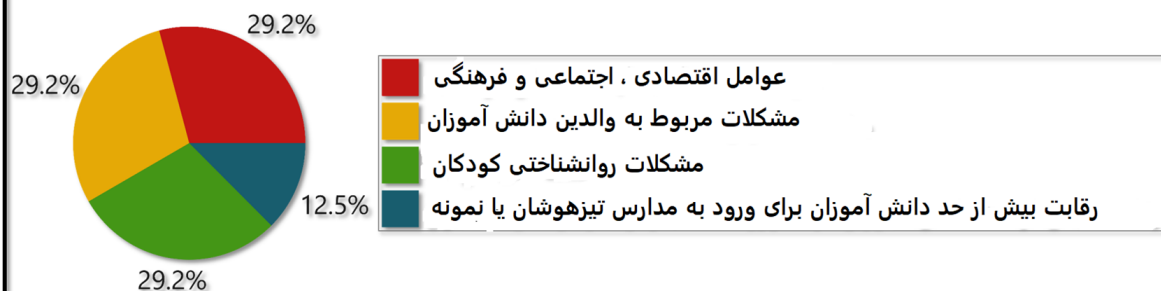 29.2%
29.2%
عوامل اقتصادی ، اجتماعی و فرهنگی
مشکلات مربوط به والدین دانش آموزان
مشکلات روانشناختی کودکان
12.5%
رقابت بیش از حد دانش آموزان برای ورود به مدارس تیزهوشان یا نمونه
29.2%